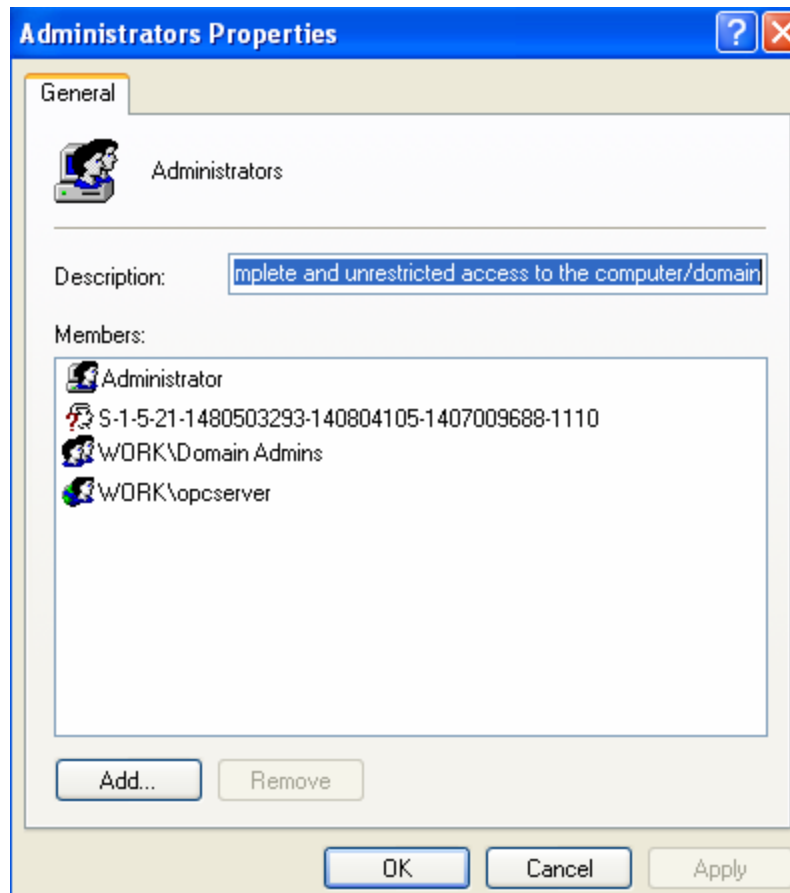 Administrators Properties
General
Administrators
Description: mplete and unrestricted access to the computer/domain
Members:
Administrator
S-1-5-21-1480503293-140804105-1407009688-1110
WORK\Domain Admins
WORK\opcserver
Add... Remove
OK Cancel Apply